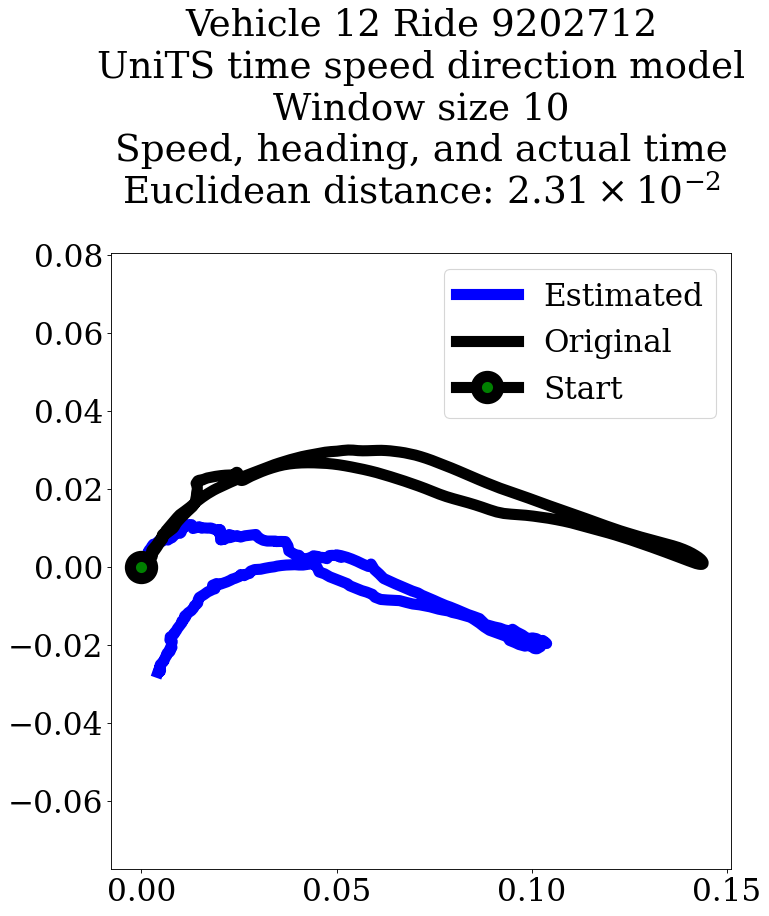 Vehicle 12 Ride 9202712
UniTS time speed direction model
Window size 10
Speed, heading, and actual time
Euclidean distance: 2.31 × 10⁻²
0.08
Estimated
0.06
Original
0.04
Start
0.02
0.00
−0.02
−0.04
−0.06
0.00 0.05 0.10 0.15